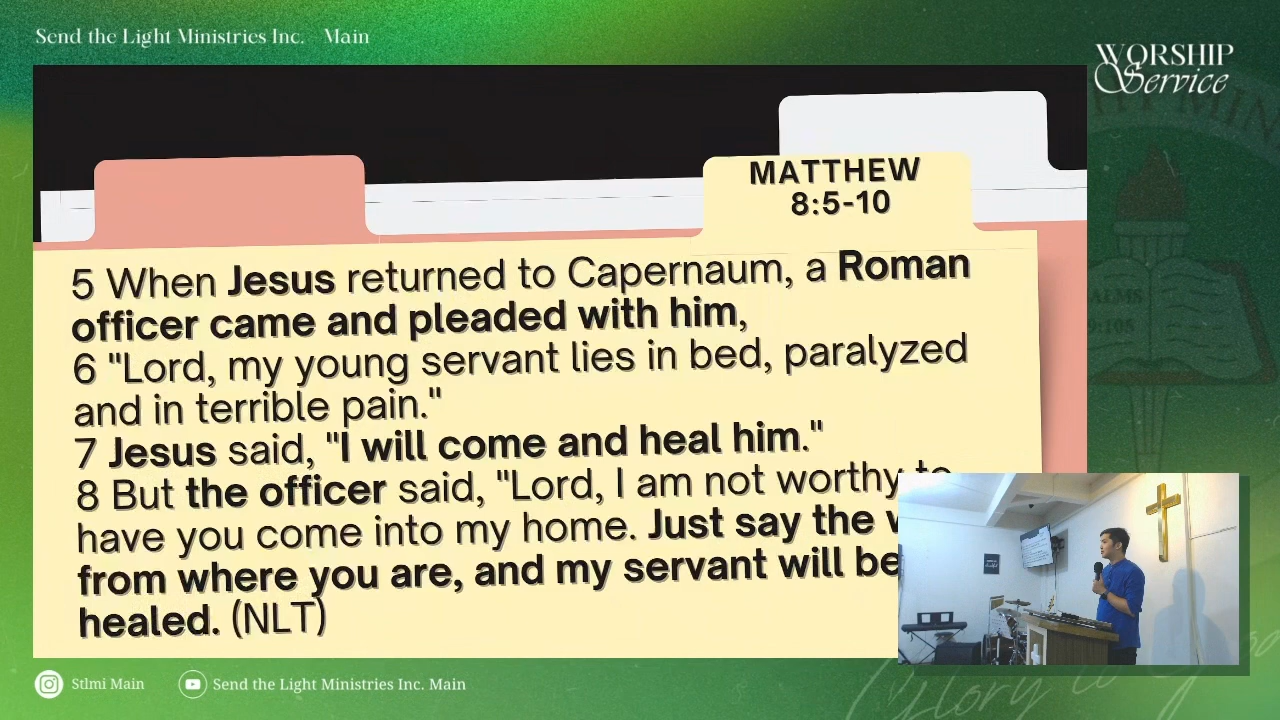 Send the Light Ministries Inc. Main
WORSHIP
Service
MATTHEW
8:5-10
5 When Jesus returned to Capernaum, a Roman
officer came and pleaded with him,
6 "Lord, my young servant lies in bed, paralyzed
and in terrible pain."
7 Jesus said, "I will come and heal him."
8 But the officer said, "Lord, I am not worthy to
have you come into my home. Just say the
from where you are, and my servant will be
healed. (NLT)
Stlmi Main
Send the Light Ministries Inc. Main